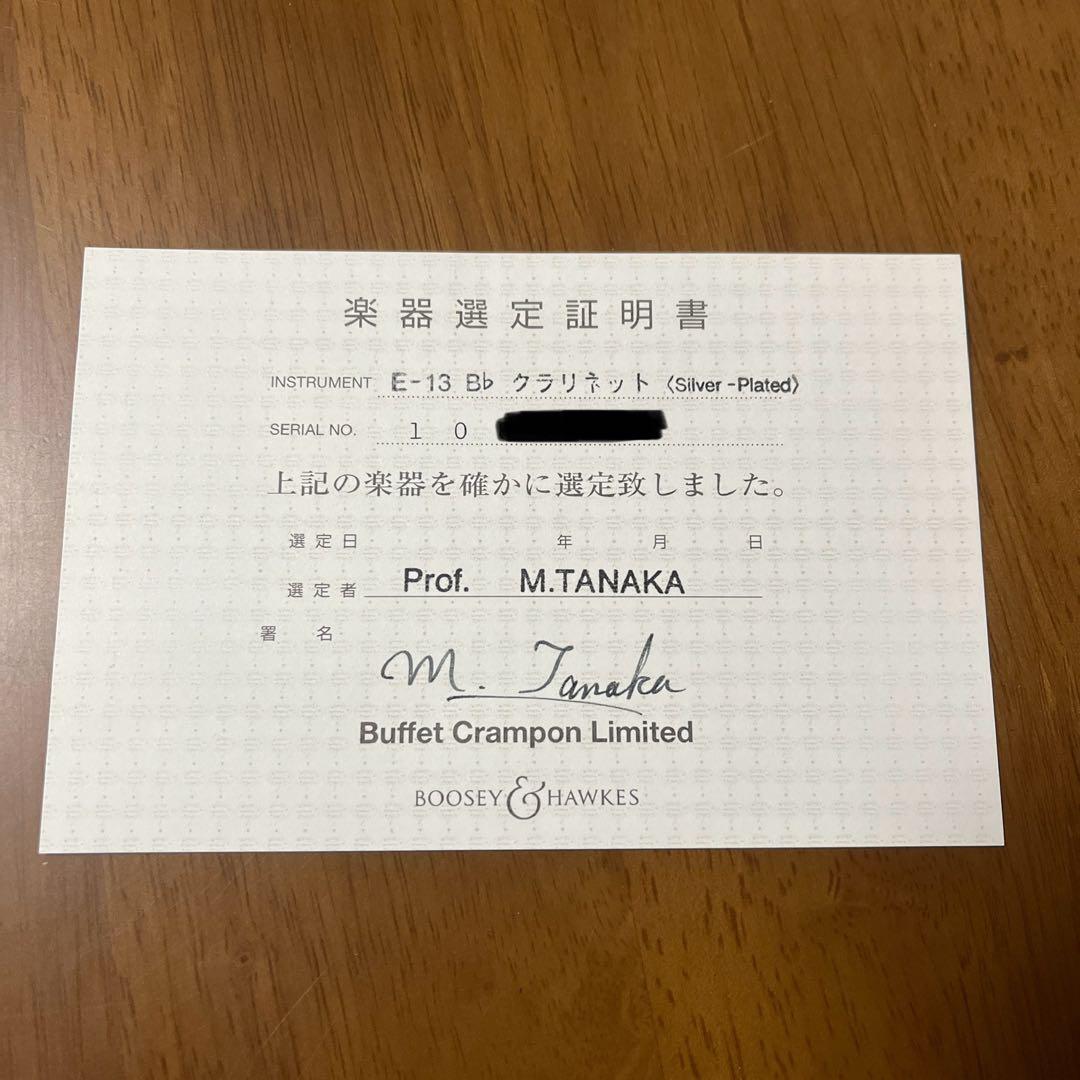 楽器選定証明書
INSTRUMENT E-13 B♭ クラリネット〈Silver-Plated〉
SERIAL NO. 1 0
上記の楽器を確かに選定致しました。
選定日 年 月 日
選定者 Prof. M.TANAKA
署名
M. Tanaka
Buffet Crampon Limited
BOOSEY & HAWKES